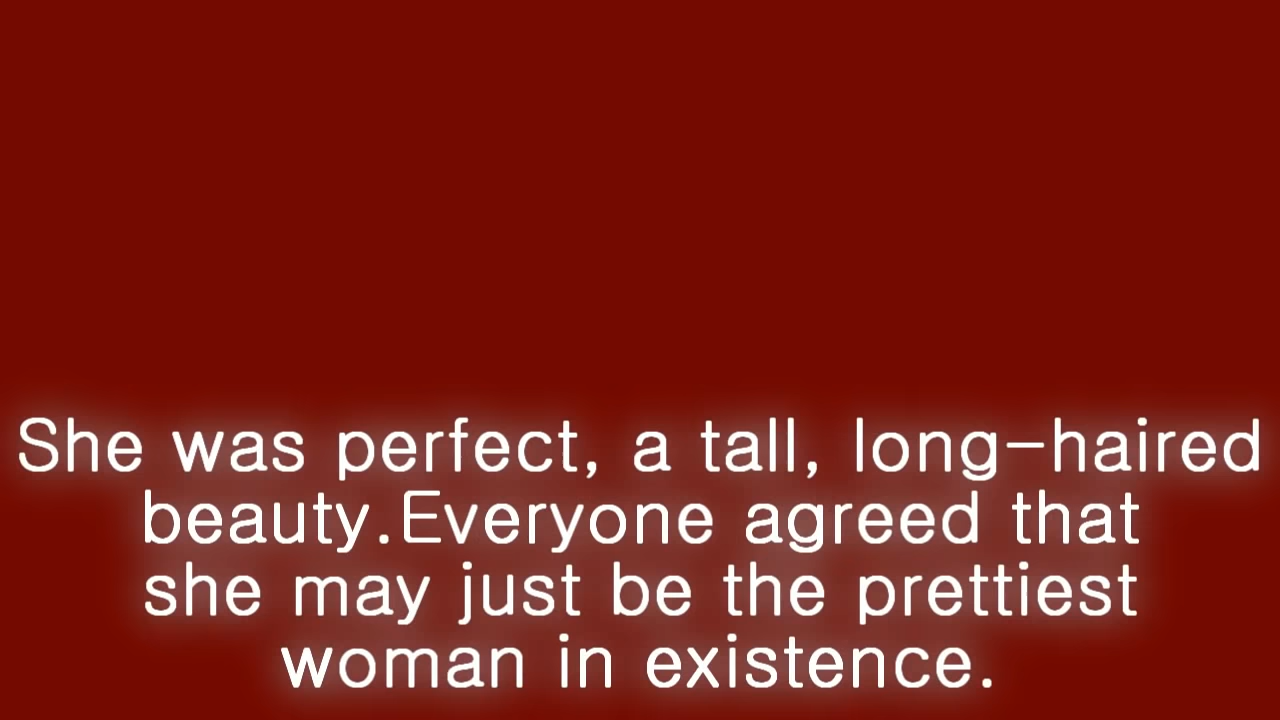 She was perfect, a tall, long-haired
beauty.Everyone agreed that
she may just be the prettiest
woman in existence.